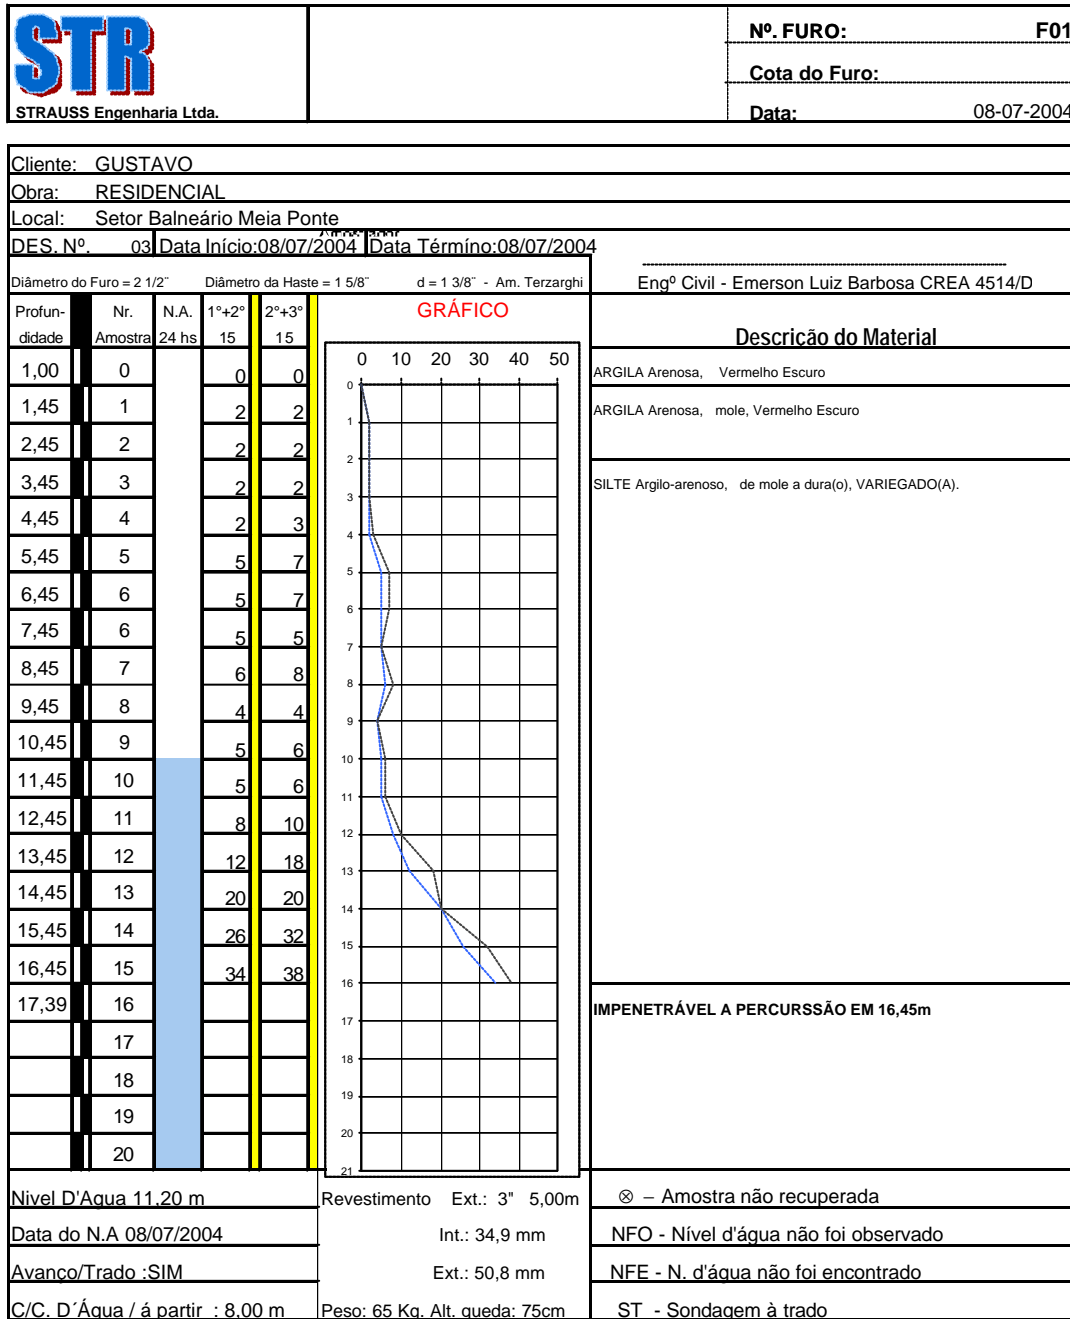 STR
STRAUSS Engenharia Ltda.
Nº. FURO: F01
Cota do Furo:
Data: 08-07-2004
Cliente: GUSTAVO
Obra: RESIDENCIAL
Local: Setor Balneário Meia Ponte
DES. Nº. 03 Data Início:08/07/2004 Data Término:08/07/2004
Engº Civil - Emerson Luiz Barbosa CREA 4514/D
Diâmetro do Furo = 2 1/2¨ Diâmetro da Haste = 1 5/8¨ d = 1 3/8¨ - Am. Terzarghi
Profun- Nr. N.A. 1°+2° 2°+3° GRÁFICO
didade Amostra 24 hs 15 15 Descrição do Material
0 10 20 30 40 50
1,00 0 0 0 ARGILA Arenosa, Vermelho Escuro
0
1,45 1 2 2 ARGILA Arenosa, mole, Vermelho Escuro
1
2,45 2 2 2
2
3,45 3 2 2 SILTE Argilo-arenoso, de mole a dura(o), VARIEGADO(A).
3
4,45 4 2 3
4
5,45 5 5 7
5
6,45 6 5 7
6
7,45 6 5 5
7
8,45 7 6 8
8
9,45 8 4 4
9
10,45 9 5 6
10
11,45 10 5 6
11
12,45 11 8 10
12
13,45 12 12 18
13
14,45 13 20 20
14
15,45 14 26 32
15
16,45 15 34 38
16
17,39 16 IMPENETRÁVEL A PERCURSSÃO EM 16,45m
17
17
18
18
19
19
20
20
21
Nivel D'Agua 11,20 m Revestimento Ext.: 3" 5,00m ⊗ – Amostra não recuperada
Data do N.A 08/07/2004 Int.: 34,9 mm NFO - Nível d'água não foi observado
Avanço/Trado :SIM Ext.: 50,8 mm NFE - N. d'água não foi encontrado
C/C. D´Água / á partir : 8,00 m Peso: 65 Kg. Alt. queda: 75cm ST - Sondagem à trado